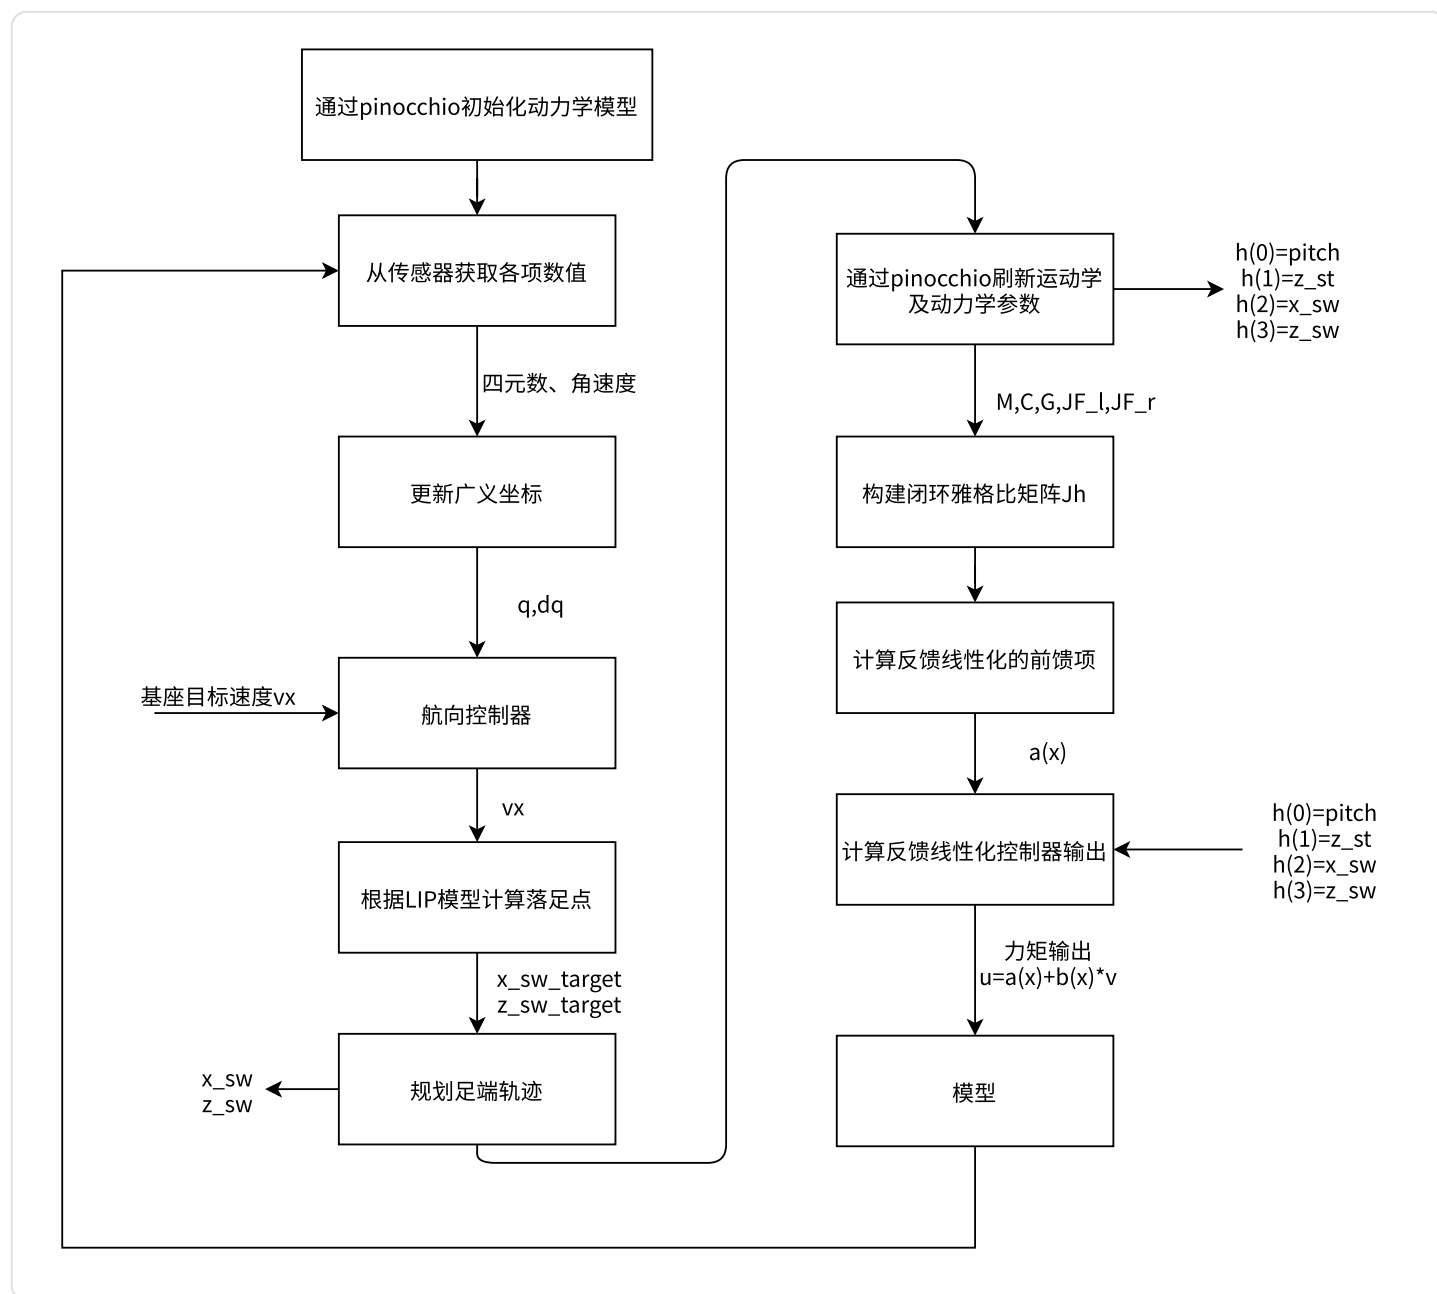 通过pinocchio初始化动力学模型
从传感器获取各项数值
四元数、角速度
更新广义坐标
q,dq
基座目标速度vx
航向控制器
vx
根据LIP模型计算落足点
x_sw_target
z_sw_target
规划足端轨迹
x_sw
z_sw
通过pinocchio刷新运动学
及动力学参数
h(0)=pitch
h(1)=z_st
h(2)=x_sw
h(3)=z_sw
M,C,G,JF_l,JF_r
构建闭环雅格比矩阵Jh
计算反馈线性化的前馈项
a(x)
计算反馈线性化控制器输出
h(0)=pitch
h(1)=z_st
h(2)=x_sw
h(3)=z_sw
力矩输出
u=a(x)+b(x)*v
模型